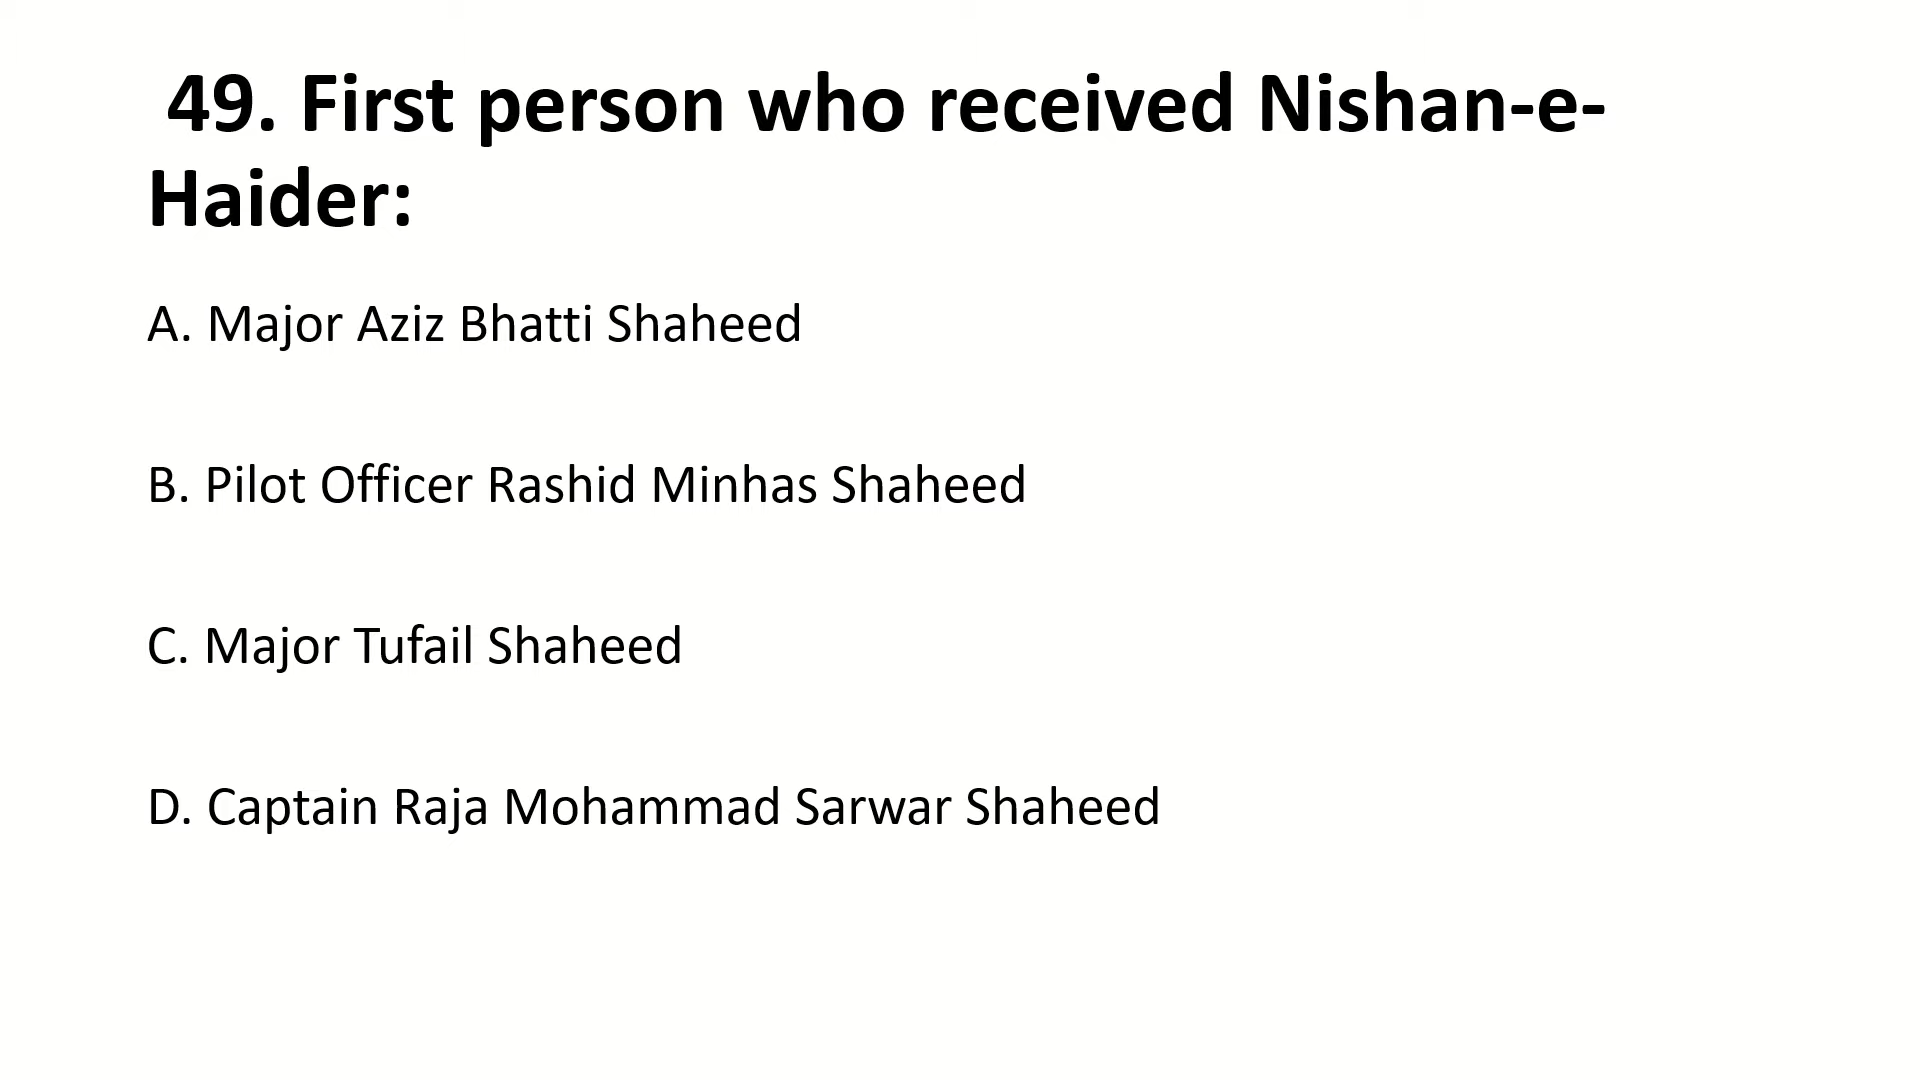 49. First person who received Nishan-e-
Haider:
A. Major Aziz Bhatti Shaheed
B. Pilot Officer Rashid Minhas Shaheed
C. Major Tufail Shaheed
D. Captain Raja Mohammad Sarwar Shaheed